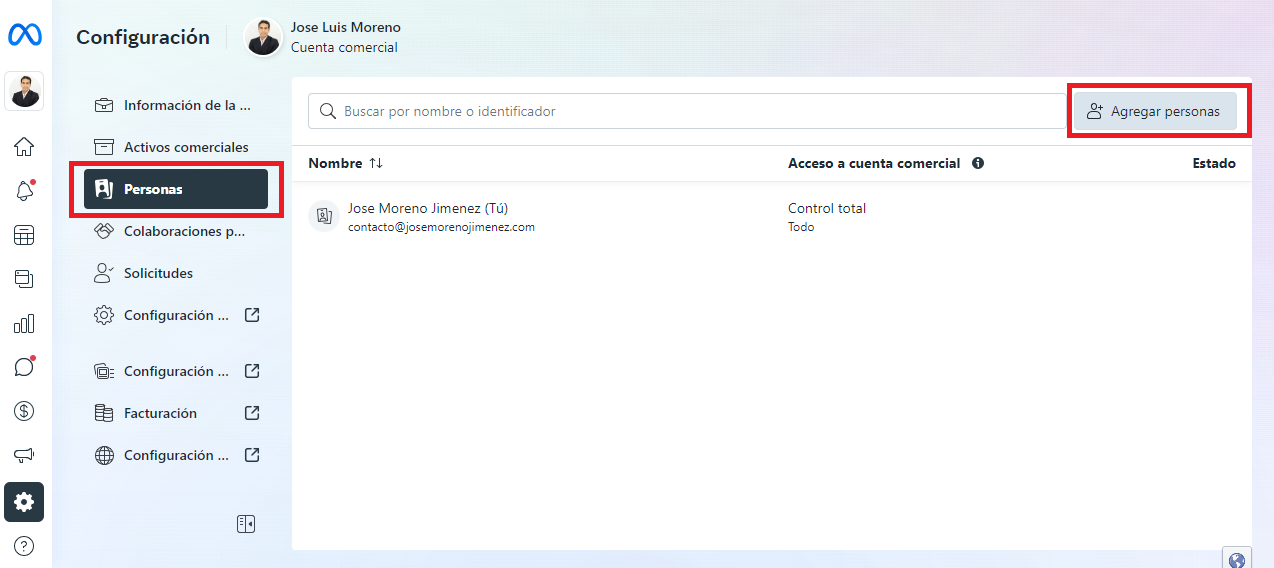 Configuración
Jose Luis Moreno
Cuenta comercial
Información de la ...
Activos comerciales
Personas
Colaboraciones p...
Solicitudes
Configuración ...
Configuración ...
Facturación
Configuración ...
Buscar por nombre o identificador
Agregar personas
Nombre
Acceso a cuenta comercial
Estado
Jose Moreno Jimenez (Tú)
contacto@josemorenojimenez.com
Control total
Todo